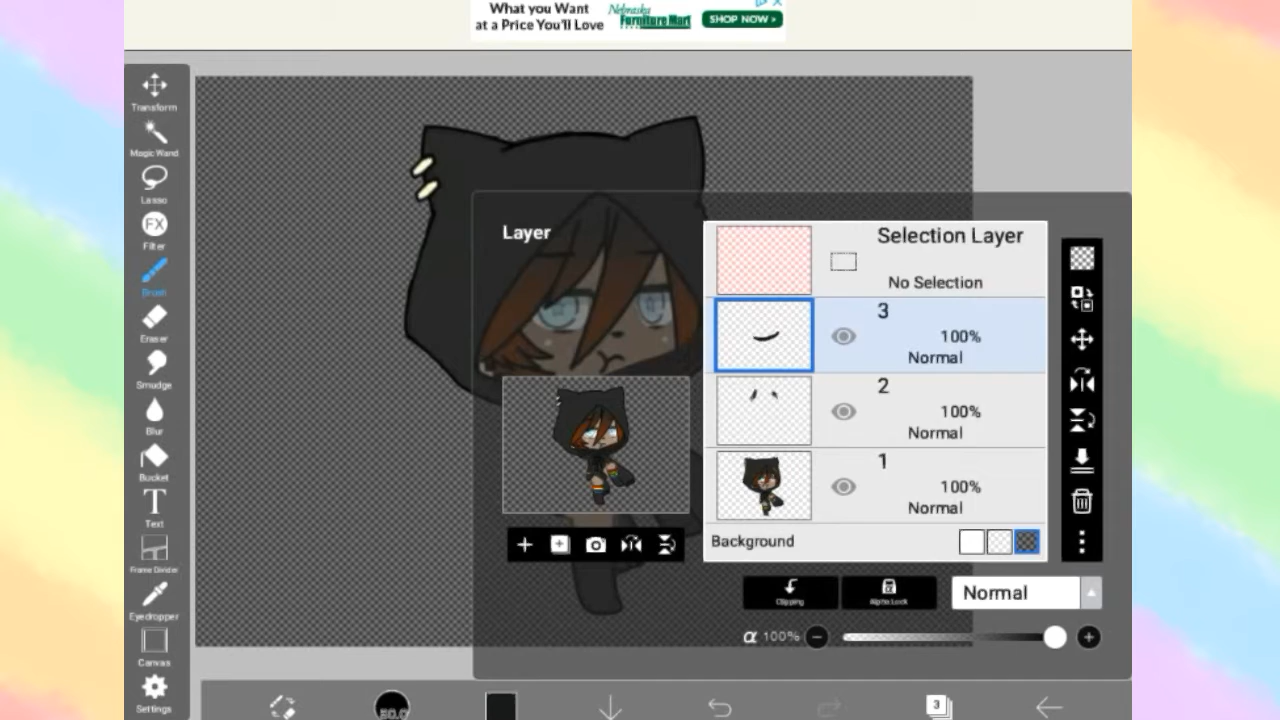 What you Want
at a Price You'll Love
Nebraska
Furniture Mart
SHOP NOW >
Transform
Magic Wand
Lasso
FX
Filter
Brush
Eraser
Smudge
Blur
Bucket
T
Text
Frame Divider
Eyedropper
Canvas
Settings
Layer
Selection Layer
No Selection
3
100%
Normal
2
100%
Normal
1
100%
Normal
Background
Clipping
Alpha Lock
Normal
α 100%
30.0
3